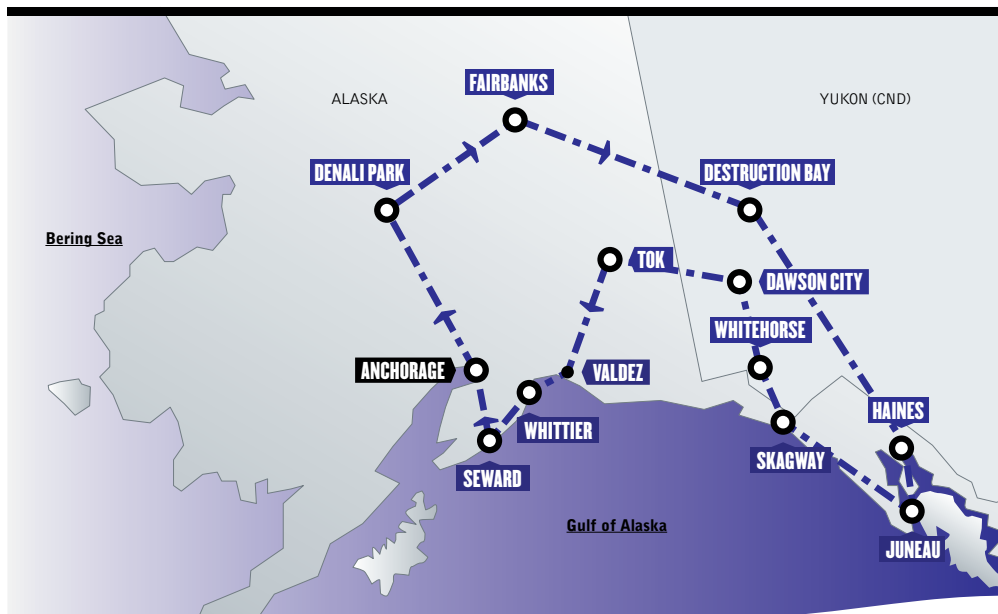 FAIRBANKS
ALASKA
YUKON (CND)
DENALI PARK
DESTRUCTION BAY
Bering Sea
TOK
DAWSON CITY
WHITEHORSE
ANCHORAGE
VALDEZ
HAINES
WHITTIER
SKAGWAY
SEWARD
Gulf of Alaska
JUNEAU